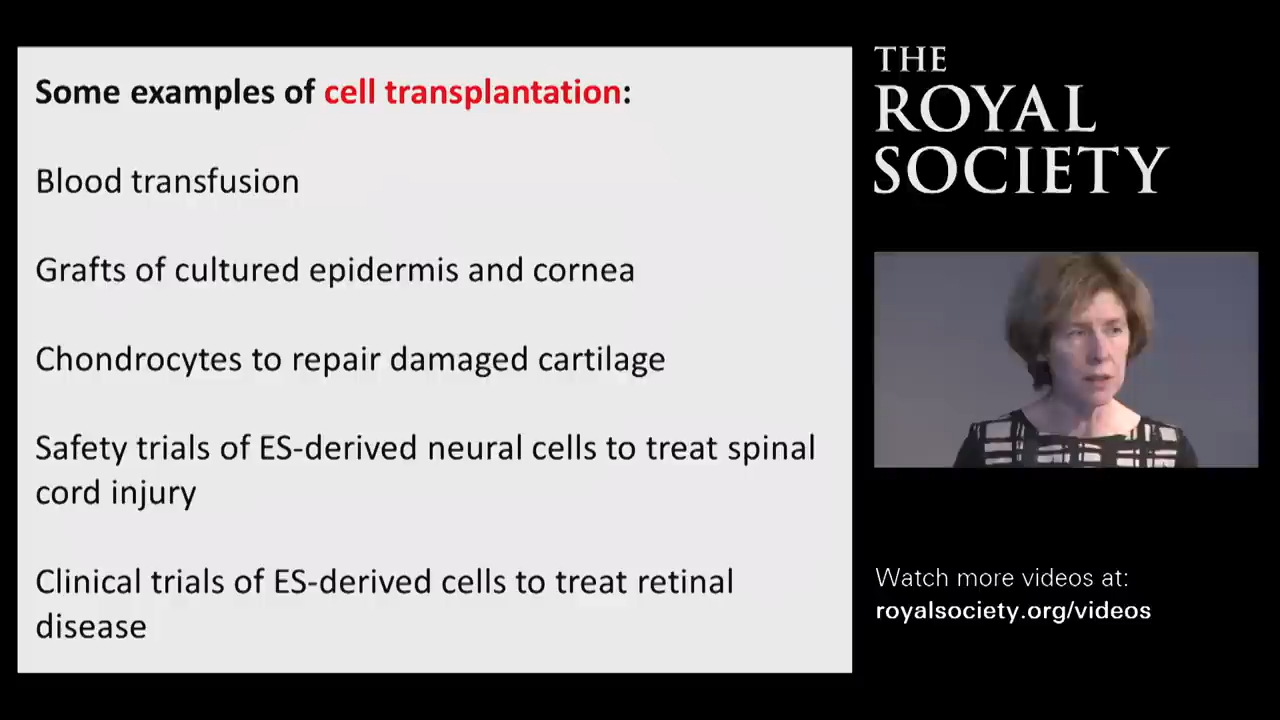 Some examples of cell transplantation:
Blood transfusion
Grafts of cultured epidermis and cornea
Chondrocytes to repair damaged cartilage
Safety trials of ES-derived neural cells to treat spinal
cord injury
Clinical trials of ES-derived cells to treat retinal
disease
THE
ROYAL
SOCIETY
Watch more videos at:
royalsociety.org/videos